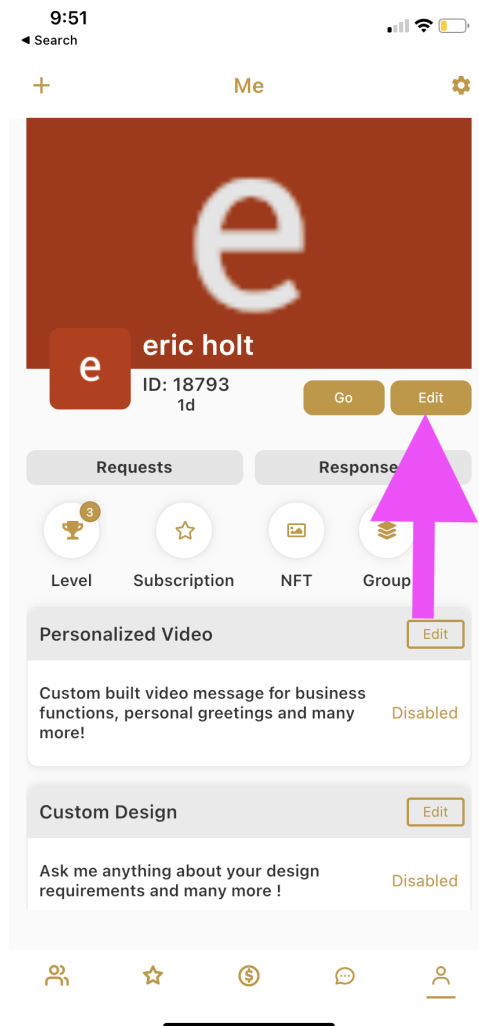 9:51
◀ Search
Me
e
e
eric holt
ID: 18793
1d
Go
Edit
Requests
Response
3
Level
Subscription
NFT
Group
Personalized Video
Edit
Custom built video message for business
functions, personal greetings and many
more!
Disabled
Custom Design
Edit
Ask me anything about your design
requirements and many more !
Disabled